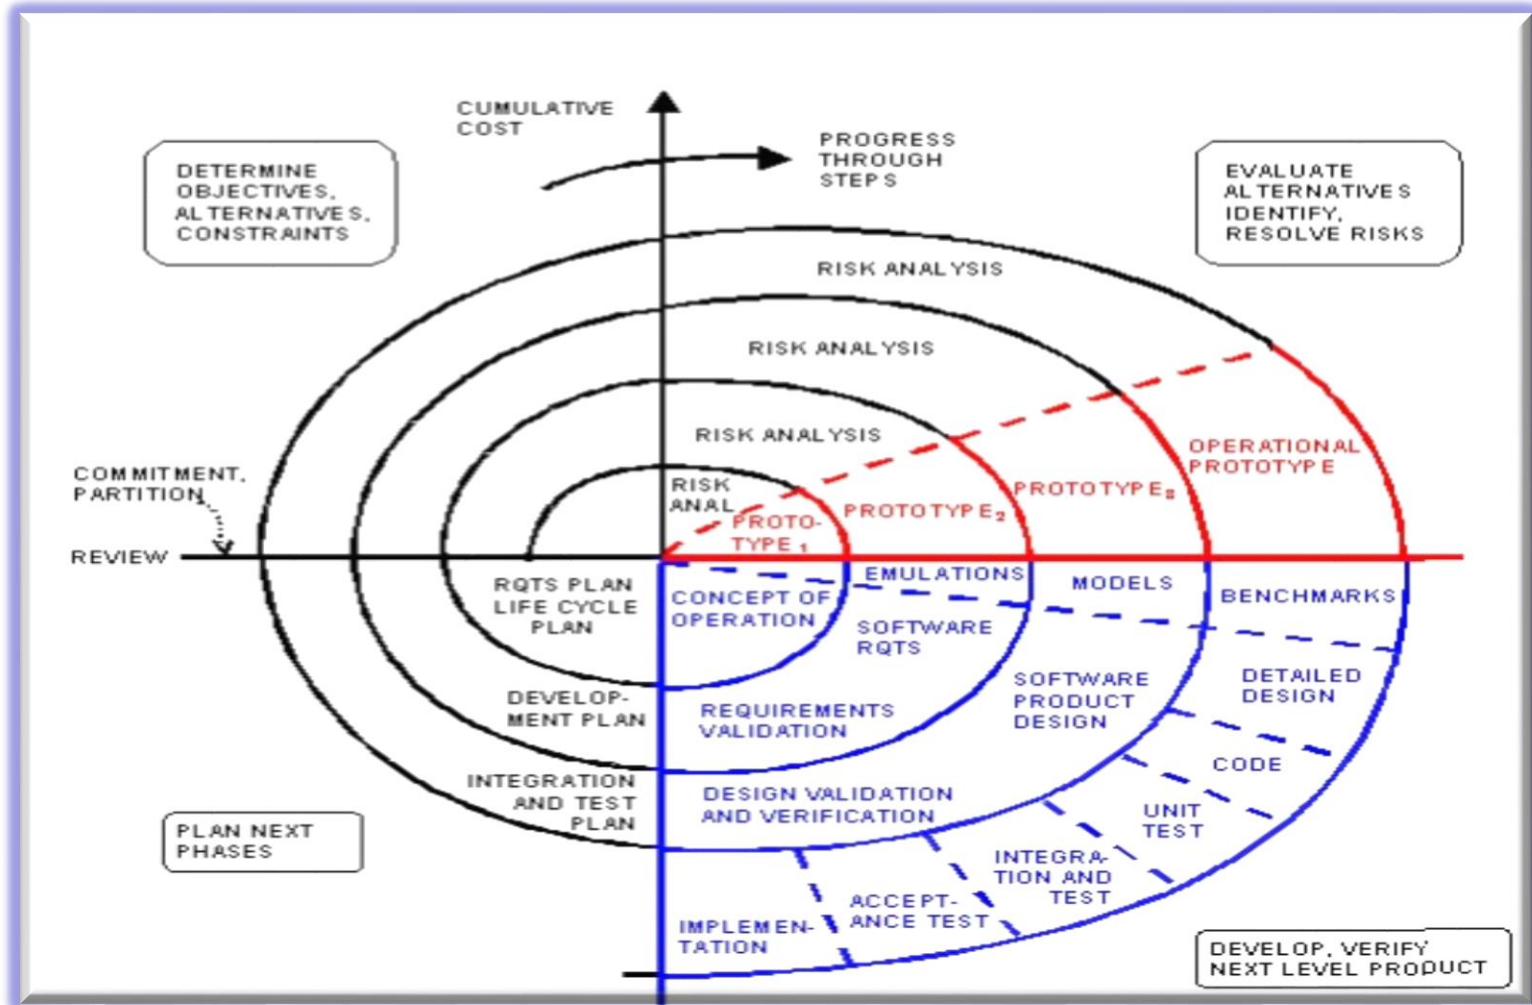 CUMULATIVE
COST
PROGRESS
THROUGH
STEPS
DETERMINE
OBJECTIVES,
ALTERNATIVES,
CONSTRAINTS
EVALUATE
ALTERNATIVES
IDENTIFY,
RESOLVE RISKS
RISK ANALYSIS
RISK ANALYSIS
RISK ANALYSIS
RISK
ANAL
COMMITMENT,
PARTITION
REVIEW
PROTO-
TYPE 1
PROTOTYPE2
PROTOTYPE3
OPERATIONAL
PROTOTYPE
EMULATIONS
MODELS
BENCHMARKS
RQTS PLAN
LIFE CYCLE
PLAN
CONCEPT OF
OPERATION
SOFTWARE
RQTS
SOFTWARE
PRODUCT
DESIGN
DETAILED
DESIGN
DEVELOP-
MENT PLAN
REQUIREMENTS
VALIDATION
CODE
INTEGRATION
AND TEST
PLAN
DESIGN VALIDATION
AND VERIFICATION
UNIT
TEST
PLAN NEXT
PHASES
INTEGRA-
TION AND
TEST
ACCEPT-
ANCE TEST
IMPLEMEN-
TATION
DEVELOP, VERIFY
NEXT LEVEL PRODUCT